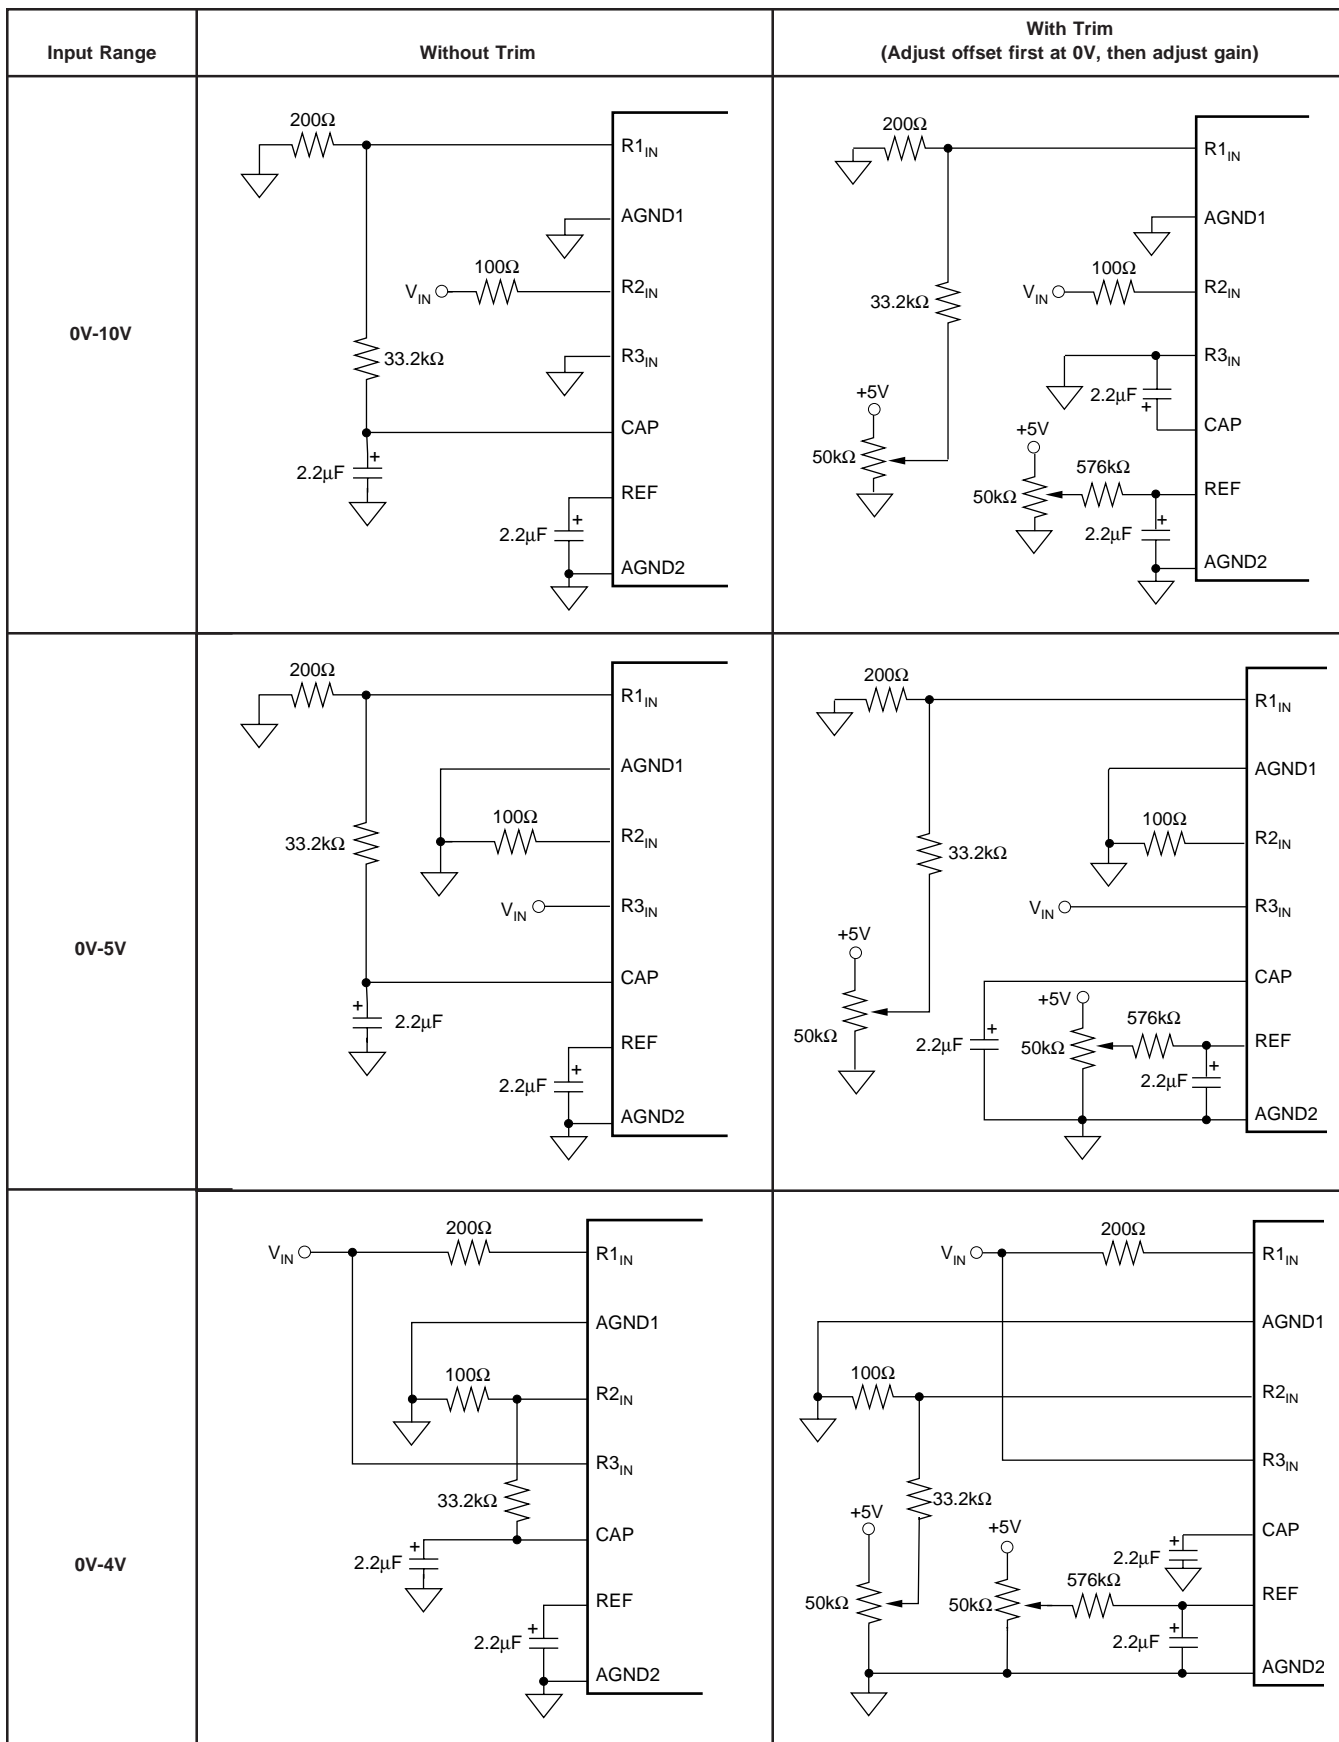 Input Range
Without Trim
With Trim
(Adjust offset first at 0V, then adjust gain)
0V-10V
200Ω
R1IN
AGND1
100Ω
VIN
R2IN
33.2kΩ
R3IN
CAP
+
2.2µF
REF
+
2.2µF
AGND2
200Ω
R1IN
AGND1
100Ω
VIN
R2IN
33.2kΩ
R3IN
2.2µF
+
CAP
+5V
50kΩ
+5V
576kΩ
50kΩ
REF
+
2.2µF
AGND2
0V-5V
200Ω
R1IN
AGND1
100Ω
33.2kΩ
R2IN
VIN
R3IN
CAP
+
2.2µF
REF
+
2.2µF
AGND2
200Ω
R1IN
AGND1
100Ω
R2IN
33.2kΩ
VIN
R3IN
+5V
50kΩ
CAP
+
2.2µF
+5V
576kΩ
50kΩ
REF
+
2.2µF
AGND2
0V-4V
200Ω
VIN
R1IN
AGND1
100Ω
R2IN
R3IN
33.2kΩ
CAP
+
2.2µF
REF
+
2.2µF
AGND2
200Ω
VIN
R1IN
AGND1
100Ω
R2IN
R3IN
33.2kΩ
+5V
50kΩ
+5V
50kΩ
CAP
+
2.2µF
576kΩ
REF
+
2.2µF
AGND2